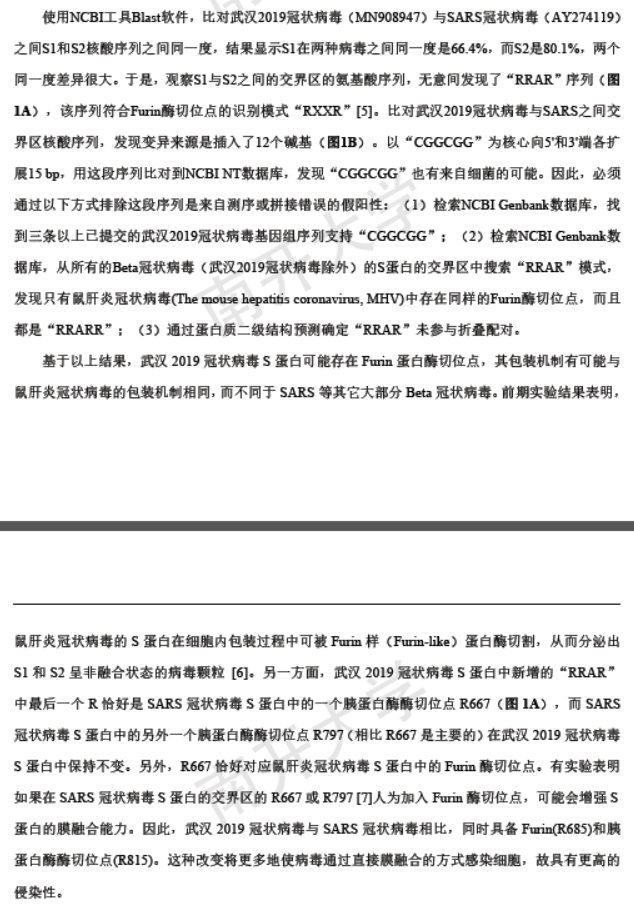 使用NCBI工具Blast软件，比对武汉2019冠状病毒（MN908947）与SARS冠状病毒（AY274119）
之间S1和S2核酸序列之间同一度，结果显示S1在两种病毒之间同一度是66.4%，而S2是80.1%，两个
同一度差异很大。于是，观察S1与S2之间的交界区的氨基酸序列，无意间发现了“RRAR”序列（图
1A），该序列符合Furin酶切位点的识别模式“RXXR”[5]。比对武汉2019冠状病毒与SARS之间交
界区核酸序列，发现变异来源是插入了12个碱基（图1B）。以“CGGCGG”为核心向5'和3'端各扩
展15 bp，用这段序列比对到NCBI NT数据库，发现“CGGCGG”也有来自细菌的可能。因此，必须
通过以下方式排除这段序列是来自测序或拼接错误的假阳性：（1）检索NCBI Genbank数据库，找
到三条以上已提交的武汉2019冠状病毒基因组序列支持“CGGCGG”；（2）检索NCBI Genbank数
据库，从所有的Beta冠状病毒（武汉2019冠状病毒除外）的S蛋白的交界区中搜索“RRAR”模式，
发现只有鼠肝炎冠状病毒(The mouse hepatitis coronavirus, MHV)中存在同样的Furin酶切位点，而且
都是“RRARR”；（3）通过蛋白质二级结构预测确定“RRAR”未参与折叠配对。
基于以上结果，武汉 2019 冠状病毒 S 蛋白可能存在 Furin 蛋白酶切位点，其包装机制有可能与
鼠肝炎冠状病毒的包装机制相同，而不同于 SARS 等其它大部分 Beta 冠状病毒。前期实验结果表明，
鼠肝炎冠状病毒的 S 蛋白在细胞内包装过程中可被 Furin 样（Furin-like）蛋白酶切割，从而分泌出
S1 和 S2 呈非融合状态的病毒颗粒 [6]。另一方面，武汉 2019 冠状病毒 S 蛋白中新增的“RRAR”
中最后一个 R 恰好是 SARS 冠状病毒 S 蛋白中的一个胰蛋白酶酶切位点 R667（图 1A），而 SARS
冠状病毒 S 蛋白中的另外一个胰蛋白酶酶切位点 R797（相比 R667 是主要的）在武汉 2019 冠状病毒
S 蛋白中保持不变。另外，R667 恰好对应鼠肝炎冠状病毒 S 蛋白中的 Furin 酶切位点。有实验表明
如果在 SARS 冠状病毒 S 蛋白的交界区的 R667 或 R797 [7]人为加入 Furin 酶切位点，可能会增强 S
蛋白的膜融合能力。因此，武汉 2019 冠状病毒与 SARS 冠状病毒相比，同时具备 Furin(R685)和胰
蛋白酶酶切位点(R815)。这种改变将更多地使病毒通过直接膜融合的方式感染细胞，故具有更高的
侵染性。
南开大学
南开大学